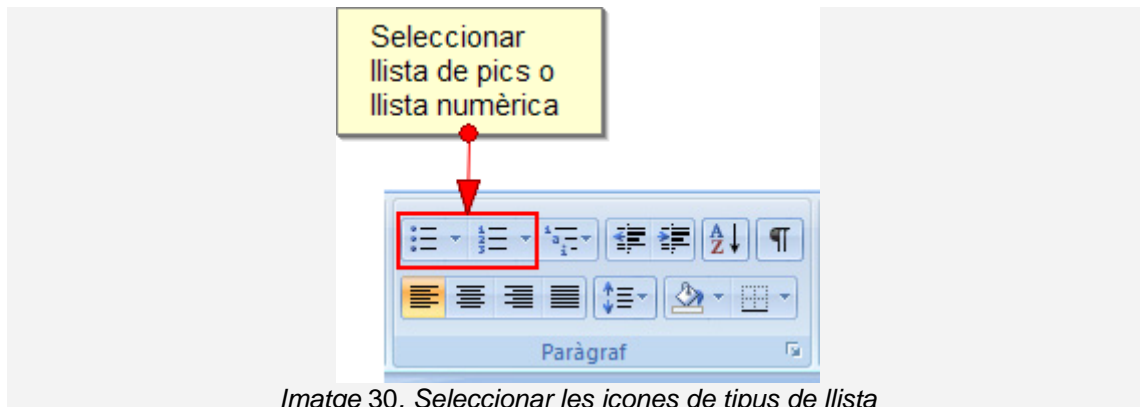 Seleccionar
llista de pics o
llista numèrica
Paràgraf
Imatge 30. Seleccionar les icones de tipus de llista